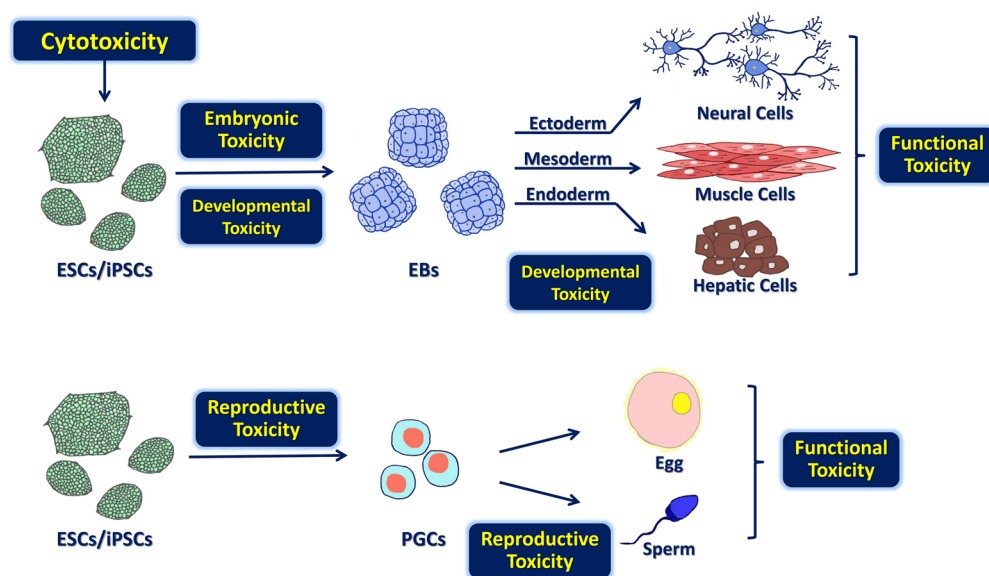 Cytotoxicity
Embryonic
Toxicity
Developmental
Toxicity
ESCs/iPSCs
EBs
Ectoderm
Mesoderm
Endoderm
Developmental
Toxicity
Neural Cells
Muscle Cells
Hepatic Cells
Functional
Toxicity
Reproductive
Toxicity
ESCs/iPSCs
PGCs
Reproductive
Toxicity
Egg
Sperm
Functional
Toxicity